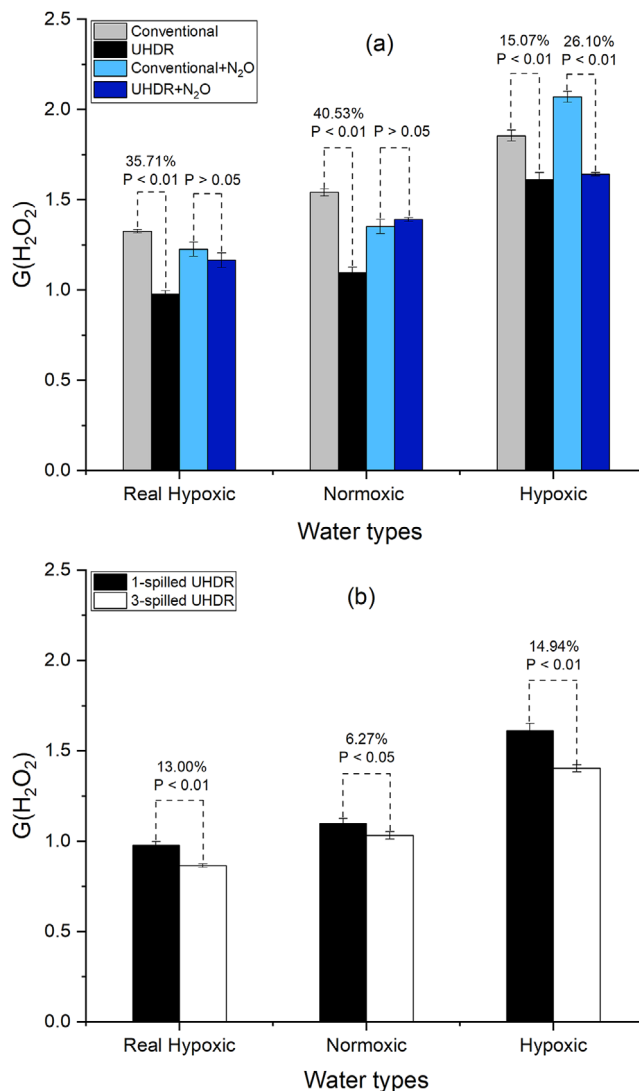 (a)
Conventional
UHDR
Conventional+N₂O
UHDR+N₂O
35.71%
P < 0.01 P > 0.05
40.53%
P < 0.01 P > 0.05
15.07% 26.10%
P < 0.01 P < 0.01
G(H₂O₂)
2.5
2.0
1.5
1.0
0.5
0.0
Real Hypoxic Normoxic Hypoxic
Water types
(b)
1-spilled UHDR
3-spilled UHDR
13.00%
P < 0.01
6.27%
P < 0.05
14.94%
P < 0.01
G(H₂O₂)
2.5
2.0
1.5
1.0
0.5
0.0
Real Hypoxic Normoxic Hypoxic
Water types